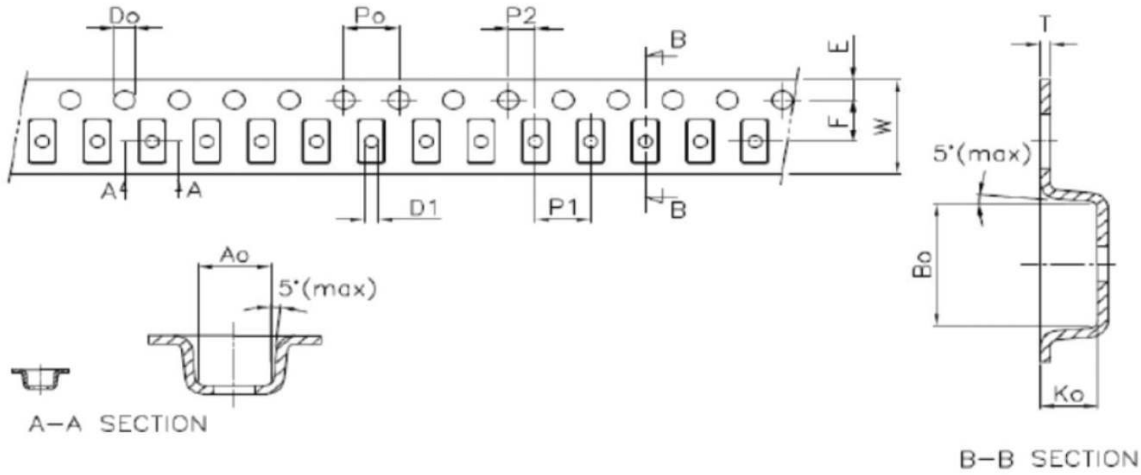 Do
Po
P2
B
T
E
F
W
A
A
D1
P1
B
5°(max)
Bo
Ao
5°(max)
Ko
A-A SECTION
B-B SECTION